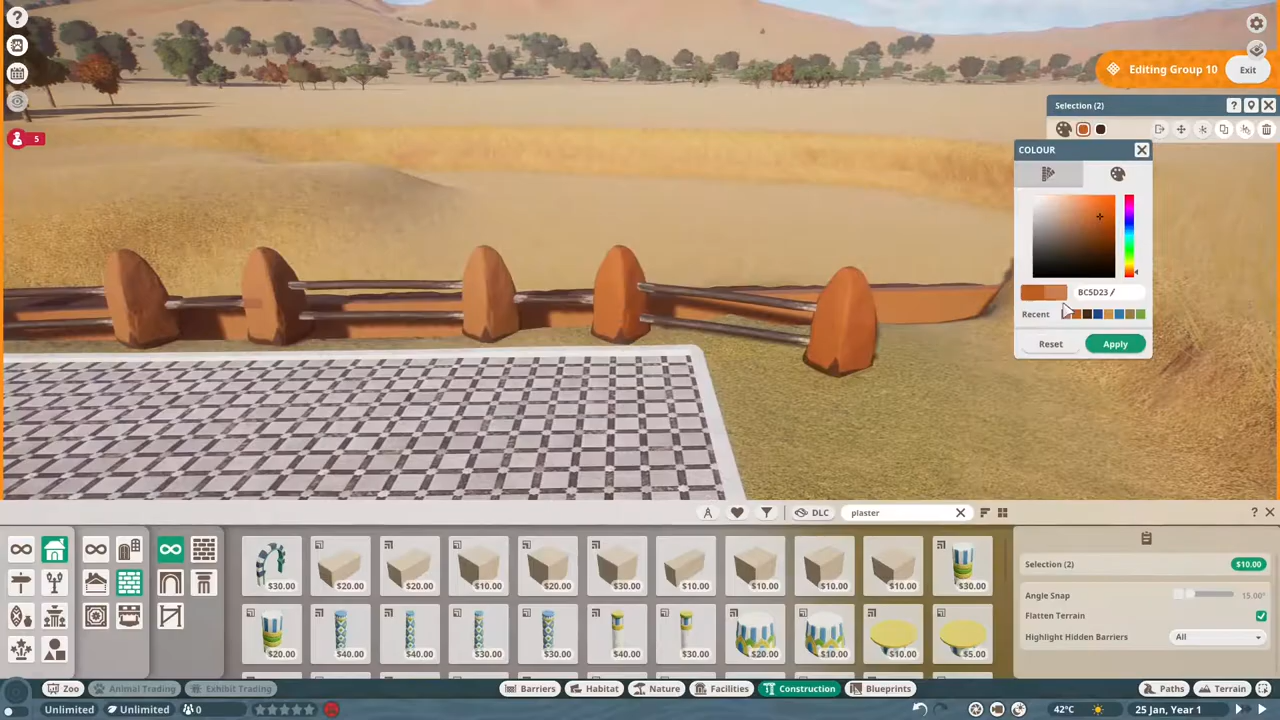 Editing Group 10
Exit
5
Selection (2)
COLOUR
BC5D23
Recent
Reset
Apply
DLC
plaster
$30.00
$20.00
$20.00
$10.00
$20.00
$30.00
$10.00
$10.00
$10.00
$10.00
$30.00
$20.00
$40.00
$40.00
$30.00
$30.00
$40.00
$30.00
$20.00
$10.00
$10.00
$5.00
Selection (2)
$10.00
Angle Snap
15.00°
Flatten Terrain
Highlight Hidden Barriers
All
Zoo
Animal Trading
Exhibit Trading
Barriers
Habitat
Nature
Facilities
Construction
Blueprints
Paths
Terrain
Unlimited
Unlimited
0
42°C
25 Jan, Year 1